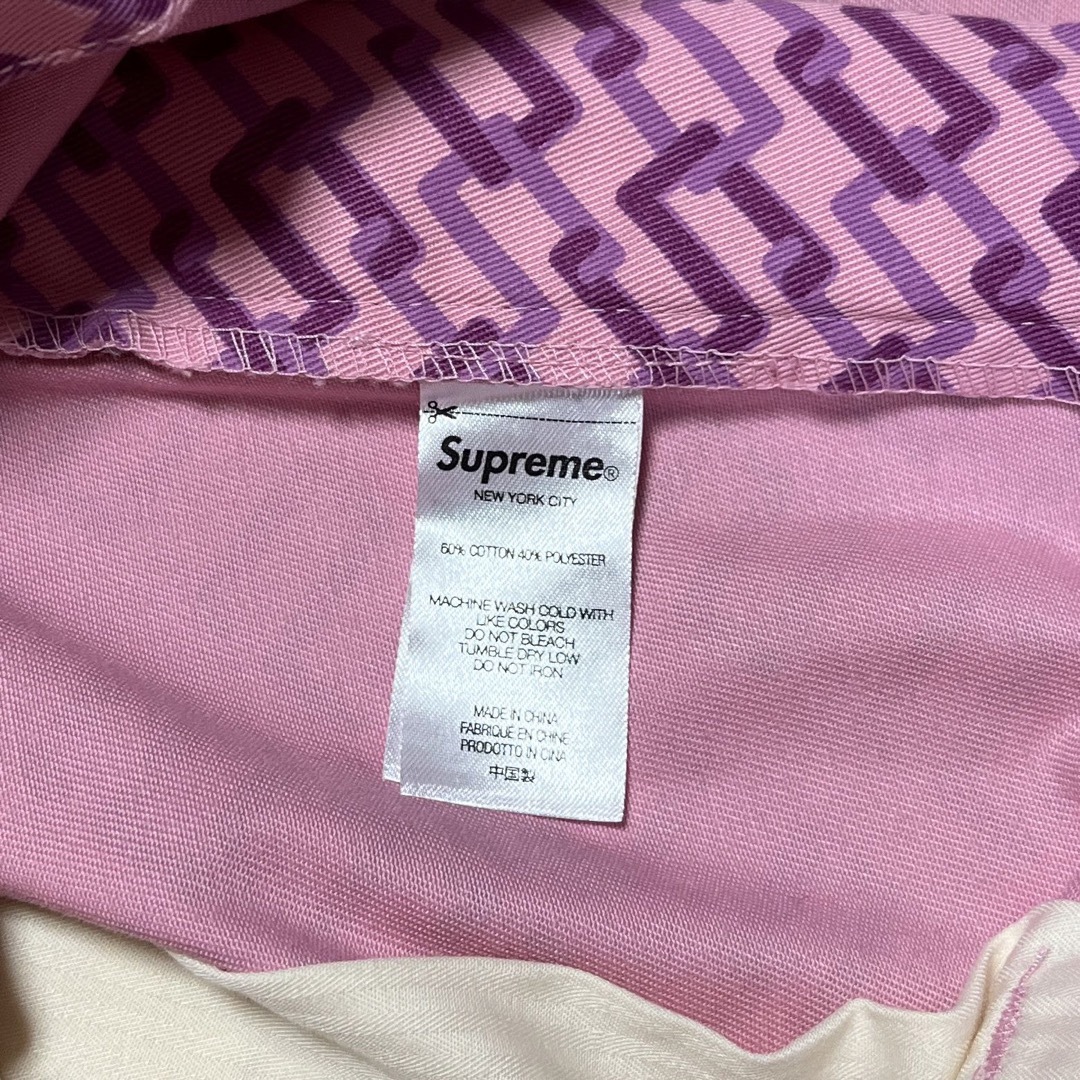 Supreme®
NEW YORK CITY
60% COTTON 40% POLYESTER
MACHINE WASH COLD WITH
LIKE COLORS
DO NOT BLEACH
TUMBLE DRY LOW
DO NOT IRON
MADE IN CHINA
FABRIQUÉ EN CHINE
PRODOTTO IN CINA
中国製